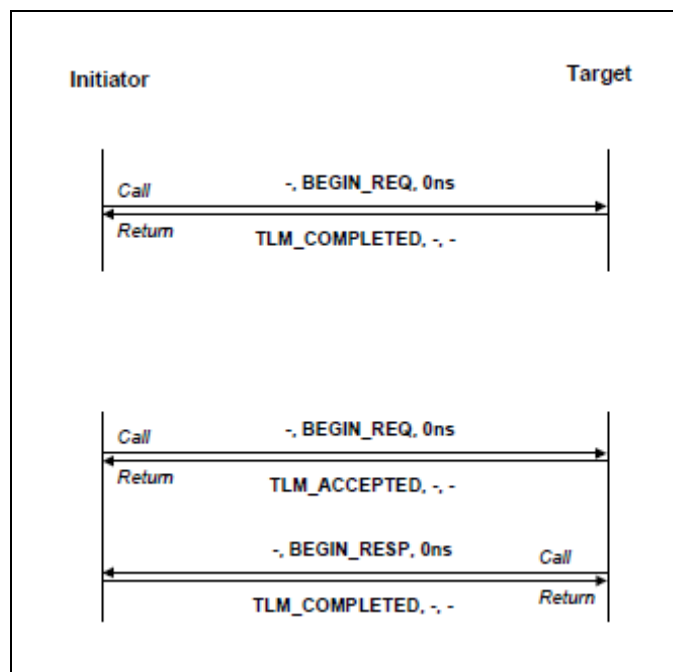 Initiator
Target
Call
-, BEGIN_REQ, 0ns
Return
TLM_COMPLETED, -, -
Call
-, BEGIN_REQ, 0ns
Return
TLM_ACCEPTED, -, -
-, BEGIN_RESP, 0ns
Call
TLM_COMPLETED, -, -
Return